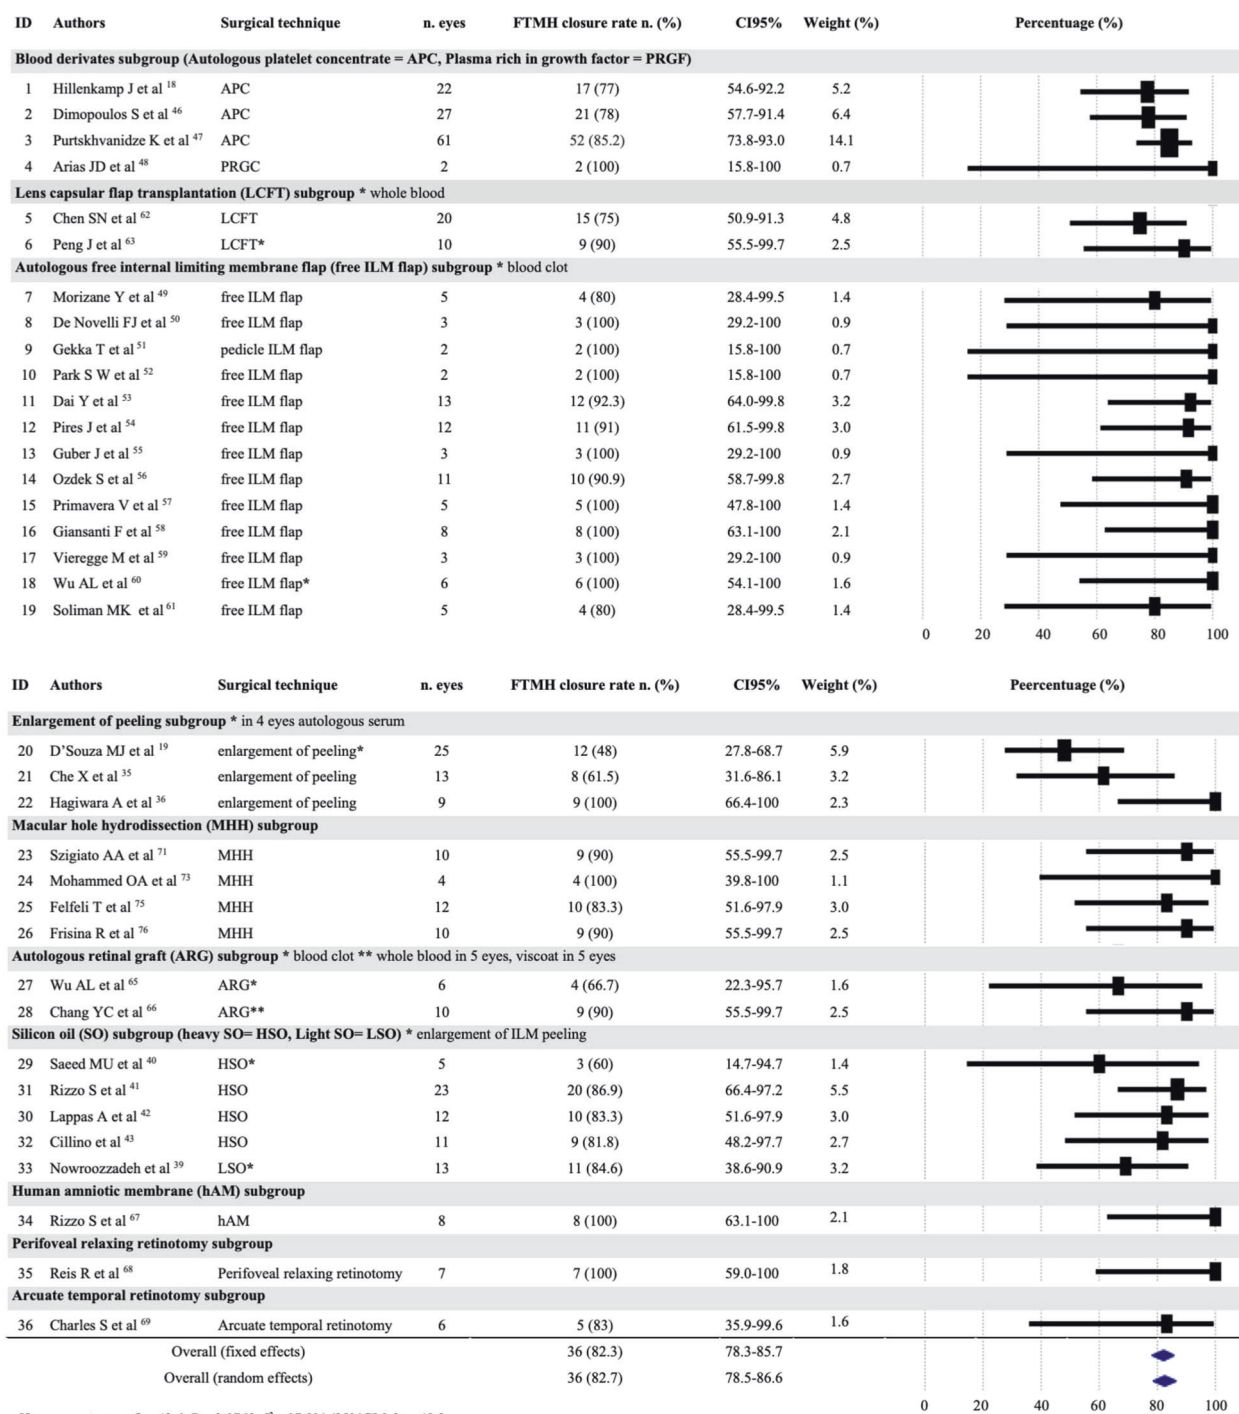 ID Authors Surgical technique n. eyes FTMH closure rate n. (%) CI95% Weight (%) Percentuage (%)
Blood derivates subgroup (Autologous platelet concentrate = APC, Plasma rich in growth factor = PRGF)
1 Hillenkamp J et al 18 APC 22 17 (77) 54.6-92.2 5.2
2 Dimopoulos S et al 46 APC 27 21 (78) 57.7-91.4 6.4
3 Purtskhvanidze K et al 47 APC 61 52 (85.2) 73.8-93.0 14.1
4 Arias JD et al 48 PRGC 2 2 (100) 15.8-100 0.7
Lens capsular flap transplantation (LCFT) subgroup * whole blood
5 Chen SN et al 62 LCFT 20 15 (75) 50.9-91.3 4.8
6 Peng J et al 63 LCFT* 10 9 (90) 55.5-99.7 2.5
Autologous free internal limiting membrane flap (free ILM flap) subgroup * blood clot
7 Morizane Y et al 49 free ILM flap 5 4 (80) 28.4-99.5 1.4
8 De Novelli FJ et al 50 free ILM flap 3 3 (100) 29.2-100 0.9
9 Gekka T et al 51 pedicle ILM flap 2 2 (100) 15.8-100 0.7
10 Park S W et al 52 free ILM flap 2 2 (100) 15.8-100 0.7
11 Dai Y et al 53 free ILM flap 13 12 (92.3) 64.0-99.8 3.2
12 Pires J et al 54 free ILM flap 12 11 (91) 61.5-99.8 3.0
13 Guber J et al 55 free ILM flap 3 3 (100) 29.2-100 0.9
14 Ozdek S et al 56 free ILM flap 11 10 (90.9) 58.7-99.8 2.7
15 Primavera V et al 57 free ILM flap 5 5 (100) 47.8-100 1.4
16 Giansanti F et al 58 free ILM flap 8 8 (100) 63.1-100 2.1
17 Vieregge M et al 59 free ILM flap 3 3 (100) 29.2-100 0.9
18 Wu AL et al 60 free ILM flap* 6 6 (100) 54.1-100 1.6
19 Soliman MK et al 61 free ILM flap 5 4 (80) 28.4-99.5 1.4
0 20 40 60 80 100
ID Authors Surgical technique n. eyes FTMH closure rate n. (%) CI95% Weight (%) Peercentuage (%)
Enlargement of peeling subgroup * in 4 eyes autologous serum
20 D'Souza MJ et al 19 enlargement of peeling* 25 12 (48) 27.8-68.7 5.9
21 Che X et al 35 enlargement of peeling 13 8 (61.5) 31.6-86.1 3.2
22 Hagiwara A et al 36 enlargement of peeling 9 9 (100) 66.4-100 2.3
Macular hole hydrodissection (MHH) subgroup
23 Szigiato AA et al 71 MHH 10 9 (90) 55.5-99.7 2.5
24 Mohammed OA et al 73 MHH 4 4 (100) 39.8-100 1.1
25 Felfeli T et al 75 MHH 12 10 (83.3) 51.6-97.9 3.0
26 Frisina R et al 76 MHH 10 9 (90) 55.5-99.7 2.5
Autologous retinal graft (ARG) subgroup * blood clot ** whole blood in 5 eyes, viscoat in 5 eyes
27 Wu AL et al 65 ARG* 6 4 (66.7) 22.3-95.7 1.6
28 Chang YC et al 66 ARG** 10 9 (90) 55.5-99.7 2.5
Silicon oil (SO) subgroup (heavy SO= HSO, Light SO= LSO) * enlargement of ILM peeling
29 Saeed MU et al 40 HSO* 5 3 (60) 14.7-94.7 1.4
31 Rizzo S et al 41 HSO 23 20 (86.9) 66.4-97.2 5.5
30 Lappas A et al 42 HSO 12 10 (83.3) 51.6-97.9 3.0
32 Cillino et al 43 HSO 11 9 (81.8) 48.2-97.7 2.7
33 Nowroozzadeh et al 39 LSO* 13 11 (84.6) 38.6-90.9 3.2
Human amniotic membrane (hAM) subgroup
34 Rizzo S et al 67 hAM 8 8 (100) 63.1-100 2.1
Perifoveal relaxing retinotomy subgroup
35 Reis R et al 68 Perifoveal relaxing retinotomy 7 7 (100) 59.0-100 1.8
Arcuate temporal retinotomy subgroup
36 Charles S et al 69 Arcuate temporal retinotomy 6 5 (83) 35.9-99.6 1.6
Overall (fixed effects) 36 (82.3) 78.3-85.7
Overall (random effects) 36 (82.7) 78.5-86.6
0 20 40 60 80 100